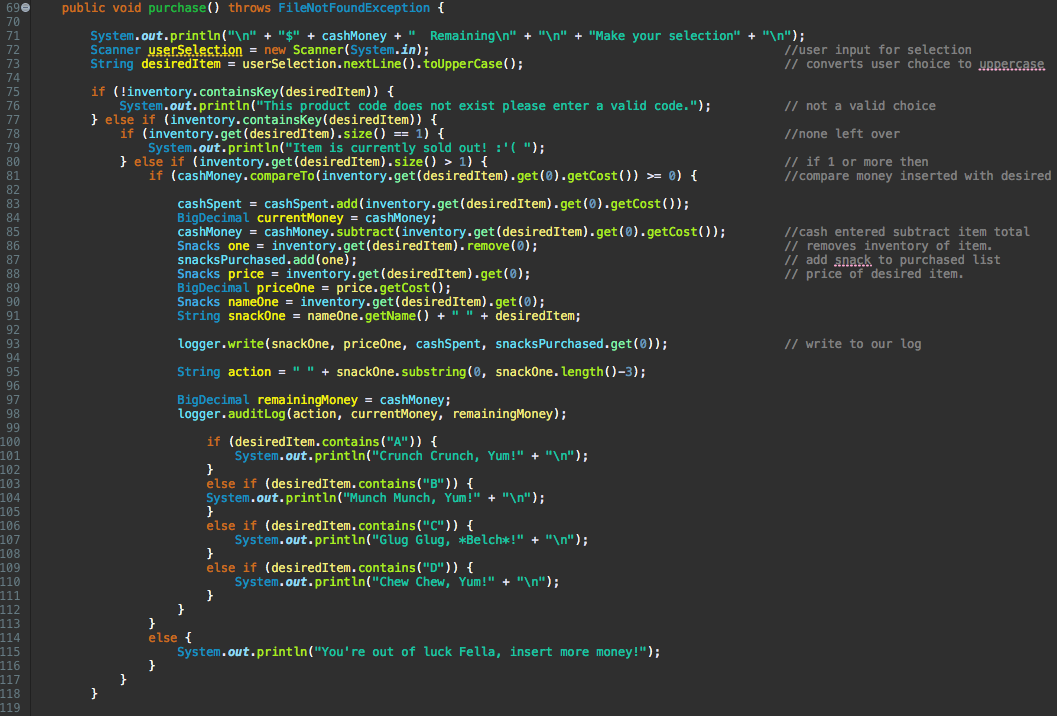 69 public void purchase() throws FileNotFoundException {
70
71 System.out.println("\n" + "$" + cashMoney + "  Remaining\n" + "\n" + "Make your selection" + "\n");
72 Scanner userSelection = new Scanner(System.in); //user input for selection
73 String desiredItem = userSelection.nextLine().toUpperCase(); // converts user choice to uppercase
74
75 if (!inventory.containsKey(desiredItem)) {
76 System.out.println("This product code does not exist please enter a valid code."); // not a valid choice
77 } else if (inventory.containsKey(desiredItem)) {
78 if (inventory.get(desiredItem).size() == 1) { //none left over
79 System.out.println("Item is currently sold out! :'( ");
80 } else if (inventory.get(desiredItem).size() > 1) { // if 1 or more then
81 if (cashMoney.compareTo(inventory.get(desiredItem).get(0).getCost()) >= 0) { //compare money inserted with desired
82
83 cashSpent = cashSpent.add(inventory.get(desiredItem).get(0).getCost());
84 BigDecimal currentMoney = cashMoney;
85 cashMoney = cashMoney.subtract(inventory.get(desiredItem).get(0).getCost()); //cash entered subtract item total
86 Snacks one = inventory.get(desiredItem).remove(0); // removes inventory of item.
87 snacksPurchased.add(one); // add snack to purchased list
88 Snacks price = inventory.get(desiredItem).get(0); // price of desired item.
89 BigDecimal priceOne = price.getCost();
90 Snacks nameOne = inventory.get(desiredItem).get(0);
91 String snackOne = nameOne.getName() + " " + desiredItem;
92
93 logger.write(snackOne, priceOne, cashSpent, snacksPurchased.get(0)); // write to our log
94
95 String action = " " + snackOne.substring(0, snackOne.length()-3);
96
97 BigDecimal remainingMoney = cashMoney;
98 logger.auditLog(action, currentMoney, remainingMoney);
99
100 if (desiredItem.contains("A")) {
101 System.out.println("Crunch Crunch, Yum!" + "\n");
102 }
103 else if (desiredItem.contains("B")) {
104 System.out.println("Munch Munch, Yum!" + "\n");
105 }
106 else if (desiredItem.contains("C")) {
107 System.out.println("Glug Glug, *Belch*!" + "\n");
108 }
109 else if (desiredItem.contains("D")) {
110 System.out.println("Chew Chew, Yum!" + "\n");
111 }
112 }
113 }
114 else {
115 System.out.println("You're out of luck Fella, insert more money!");
116 }
117 }
118 }
119